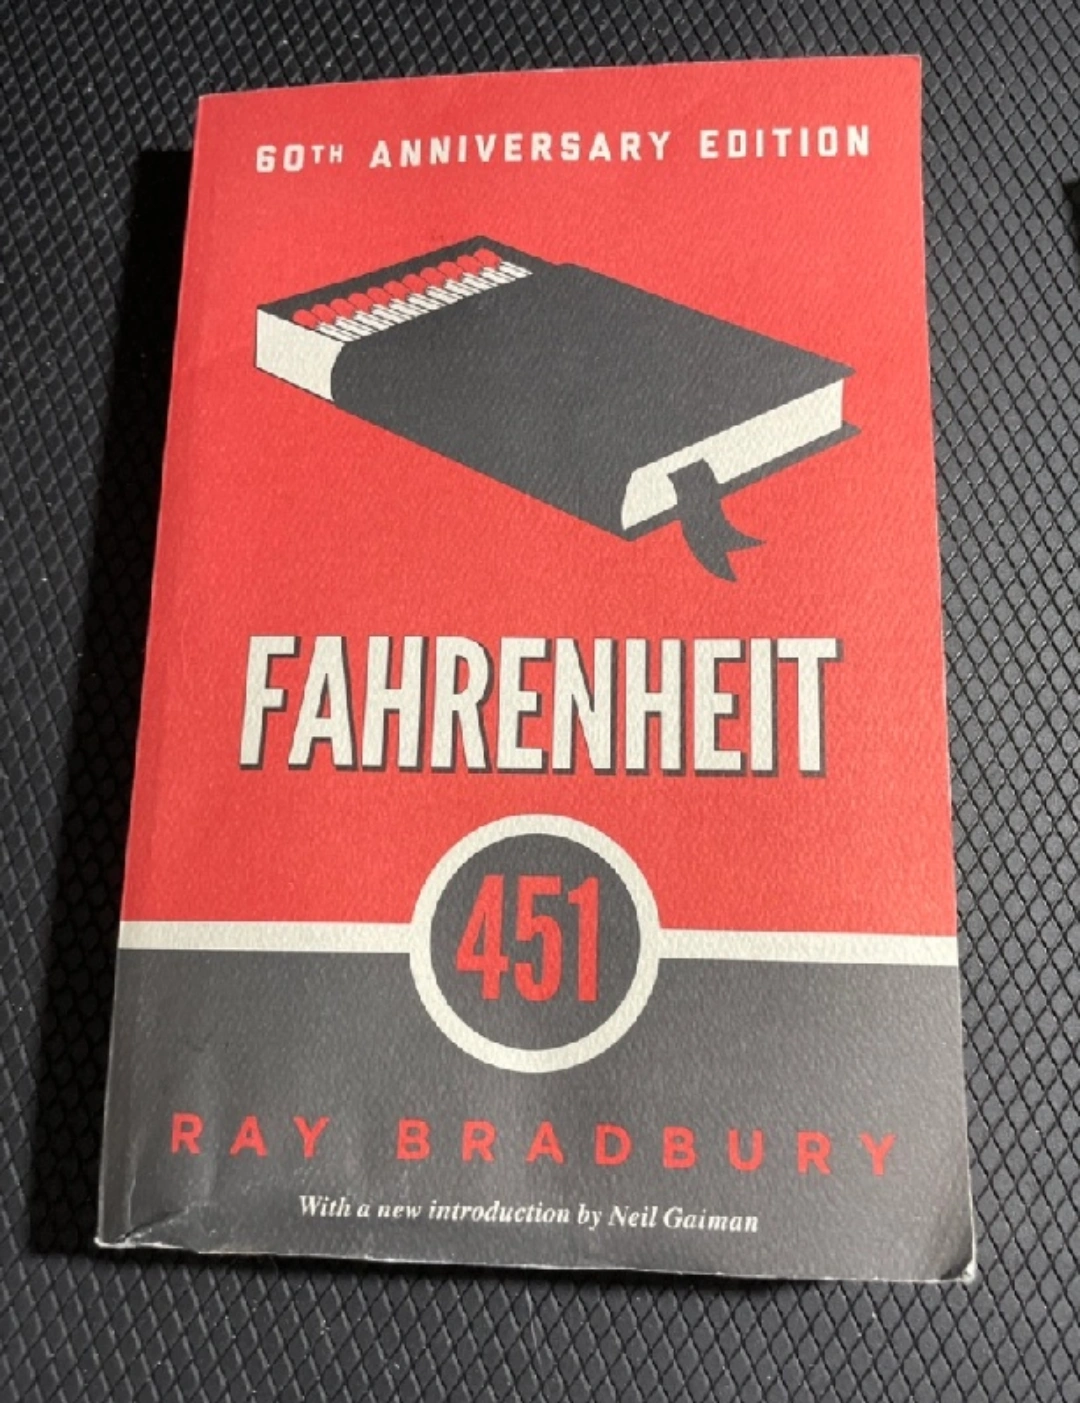 60TH ANNIVERSARY EDITION
FAHRENHEIT
451
RAY BRADBURY
With a new introduction by Neil Gaiman